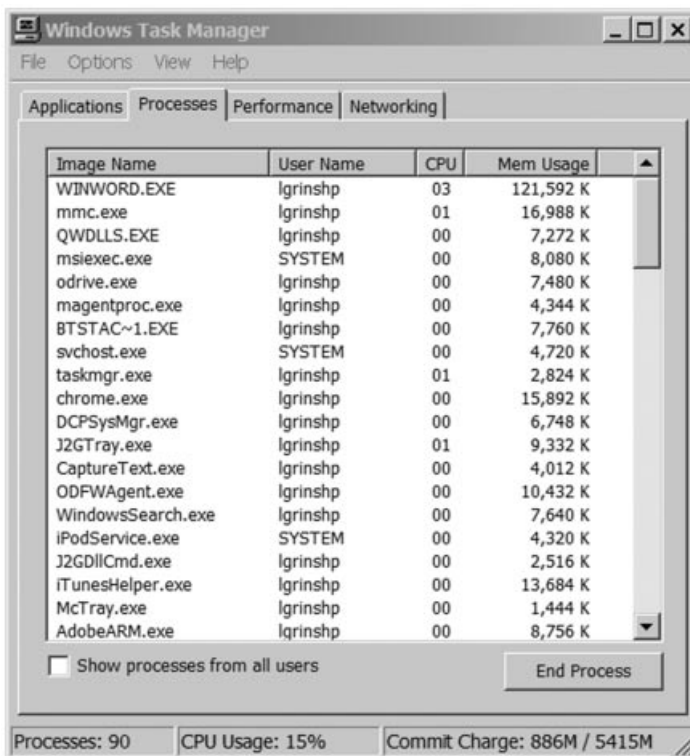 Windows Task Manager
File Options View Help
Applications Processes Performance Networking
Image Name User Name CPU Mem Usage
WINWORD.EXE lgrinshp 03 121,592 K
mmc.exe lgrinshp 01 16,988 K
QWDLLS.EXE lgrinshp 00 7,272 K
msiexec.exe SYSTEM 00 8,080 K
odrive.exe lgrinshp 00 7,480 K
magentproc.exe lgrinshp 00 4,344 K
BTSTAC~1.EXE lgrinshp 00 7,760 K
svchost.exe SYSTEM 00 4,720 K
taskmgr.exe lgrinshp 01 2,824 K
chrome.exe lgrinshp 00 15,892 K
DCPSysMgr.exe lgrinshp 00 6,748 K
J2GTray.exe lgrinshp 01 9,332 K
CaptureText.exe lgrinshp 00 4,012 K
ODFWAgent.exe lgrinshp 00 10,432 K
WindowsSearch.exe lgrinshp 00 7,640 K
iPodService.exe SYSTEM 00 4,320 K
J2GDllCmd.exe lgrinshp 00 2,516 K
iTunesHelper.exe lgrinshp 00 13,684 K
McTray.exe lgrinshp 00 1,444 K
AdobeARM.exe lgrinshp 00 8,756 K
Show processes from all users End Process
Processes: 90 CPU Usage: 15% Commit Charge: 886M / 5415M